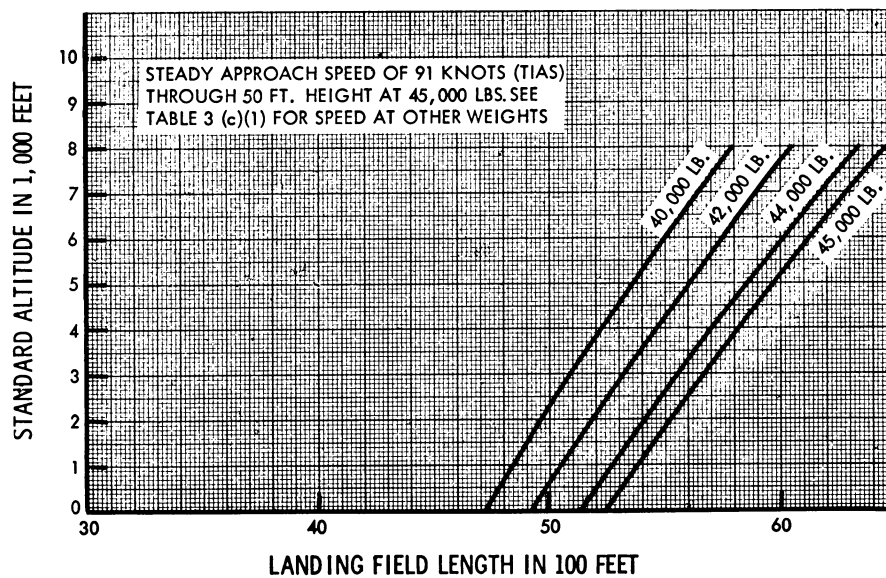 10
9
8
7
6
5
4
3
2
1
0
STANDARD ALTITUDE IN 1,000 FEET
STEADY APPROACH SPEED OF 91 KNOTS (TIAS)
THROUGH 50 FT. HEIGHT AT 45,000 LBS. SEE
TABLE 3 (c)(1) FOR SPEED AT OTHER WEIGHTS
40,000 LB.
42,000 LB.
44,000 LB.
45,000 LB.
30 40 50 60
LANDING FIELD LENGTH IN 100 FEET